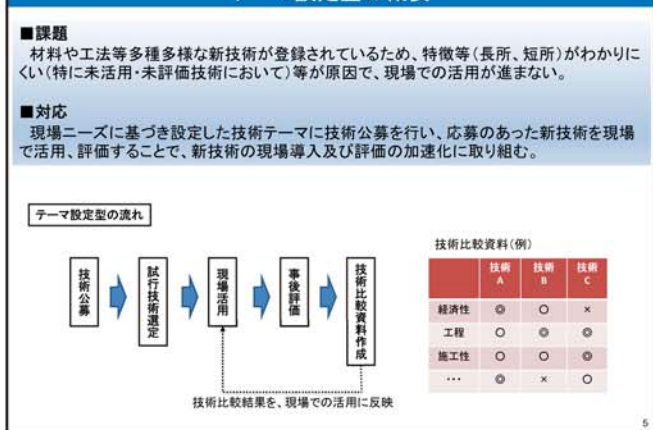 ■課題
材料や工法等多種多様な新技術が登録されているため、特徴等(長所、短所)がわかりに
くい(特に未活用・未評価技術において)等が原因で、現場での活用が進まない。
■対応
現場ニーズに基づき設定した技術テーマに技術公募を行い、応募のあった新技術を現場
で活用、評価することで、新技術の現場導入及び評価の加速化に取り組む。
テーマ設定型の流れ
技術公募
試行技術選定
現場活用
事後評価
技術比較資料作成
技術比較結果を、現場での活用に反映
技術比較資料(例)
技術A 技術B 技術C
経済性 ◎ ○ ×
工程 ○ ◎ ◎
施工性 ○ ○ ◎
・・・ ◎ × ○
5